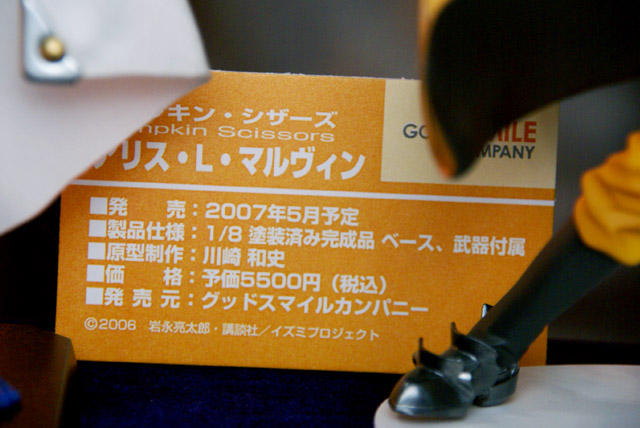 キン・シザーズ
mpkin Scissors
リス・L・マルヴィン
GO ILE
MPANY
■発　売：2007年5月予定
■製品仕様：1/8 塗装済み完成品 ベース、武器付属
■原型制作：川崎 和史
■価　格：予価5500円（税込）
■発 売 元：グッドスマイルカンパニー
©2006 岩永亮太郎・講談社／イズミプロジェクト